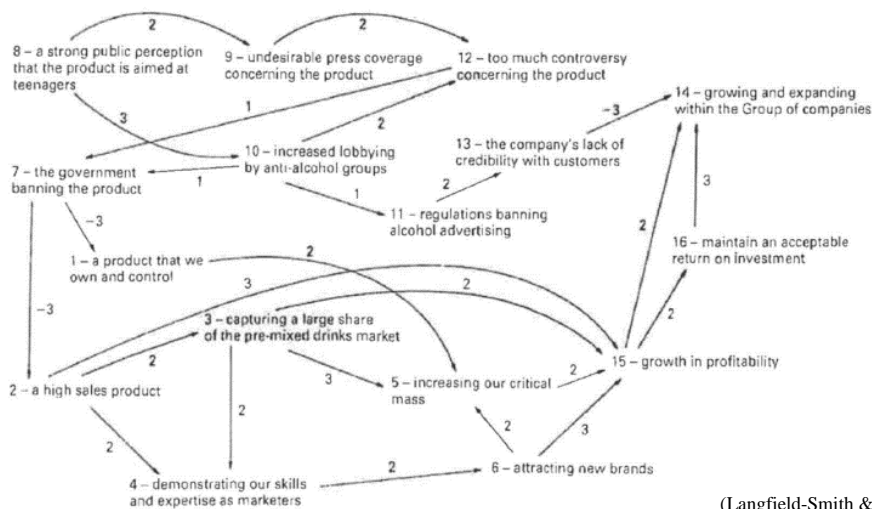 2
2
8 – a strong public perception
that the product is aimed at
teenagers
9 – undesirable press coverage
concerning the product
12 – too much controversy
concerning the product
14 – growing and expanding
within the Group of companies
1
3
2
–3
13 – the company's lack of
credibility with customers
10 – increased lobbying
by anti-alcohol groups
7 – the government
banning the product
1
1
2
3
11 – regulations banning
alcohol advertising
–3
2
2
16 – maintain an acceptable
return on investment
1 – a product that we
own and control
3
2
–3
3 – capturing a large share
of the pre-mixed drinks market
2
2
15 – growth in profitability
2 – a high sales product
3
5 – increasing our critical
mass
2
2
2
2
3
2
6 – attracting new brands
4 – demonstrating our skills
and expertise as marketers
(Langfield-Smith &